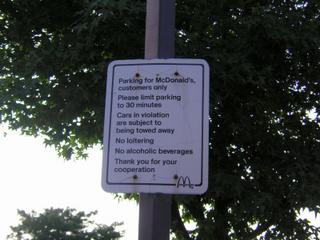 Parking for McDonald's,
customers only
Please limit parking
to 30 minutes
Cars in violation
are subject to
being towed away
No loitering
No alcoholic beverages
Thank you for your
cooperation